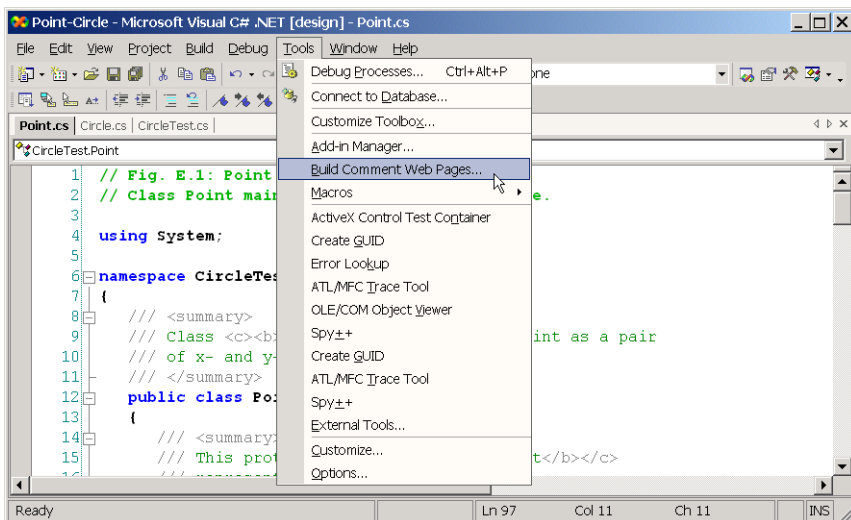 Point-Circle - Microsoft Visual C# .NET [design] - Point.cs
File Edit View Project Build Debug Tools Window Help
Debug Processes... Ctrl+Alt+P
Connect to Database...
Customize Toolbox...
Add-in Manager...
Build Comment Web Pages...
Macros
ActiveX Control Test Container
Create GUID
Error Lookup
ATL/MFC Trace Tool
OLE/COM Object Viewer
Spy++
Create GUID
ATL/MFC Trace Tool
Spy++
External Tools...
Customize...
Options...
Point.cs Circle.cs CircleTest.cs
CircleTest.Point
1 // Fig. E.1: Point
2 // Class Point mai e.
3
4 using System;
5
6 namespace CircleTes
7 {
8 /// <summary>
9 /// Class <c><b> int as a pair
10 /// of x- and y-
11 /// </summary>
12 public class Poi
13 {
14 /// <summary>
15 /// This prot t</b></c>
Ready Ln 97 Col 11 Ch 11 INS